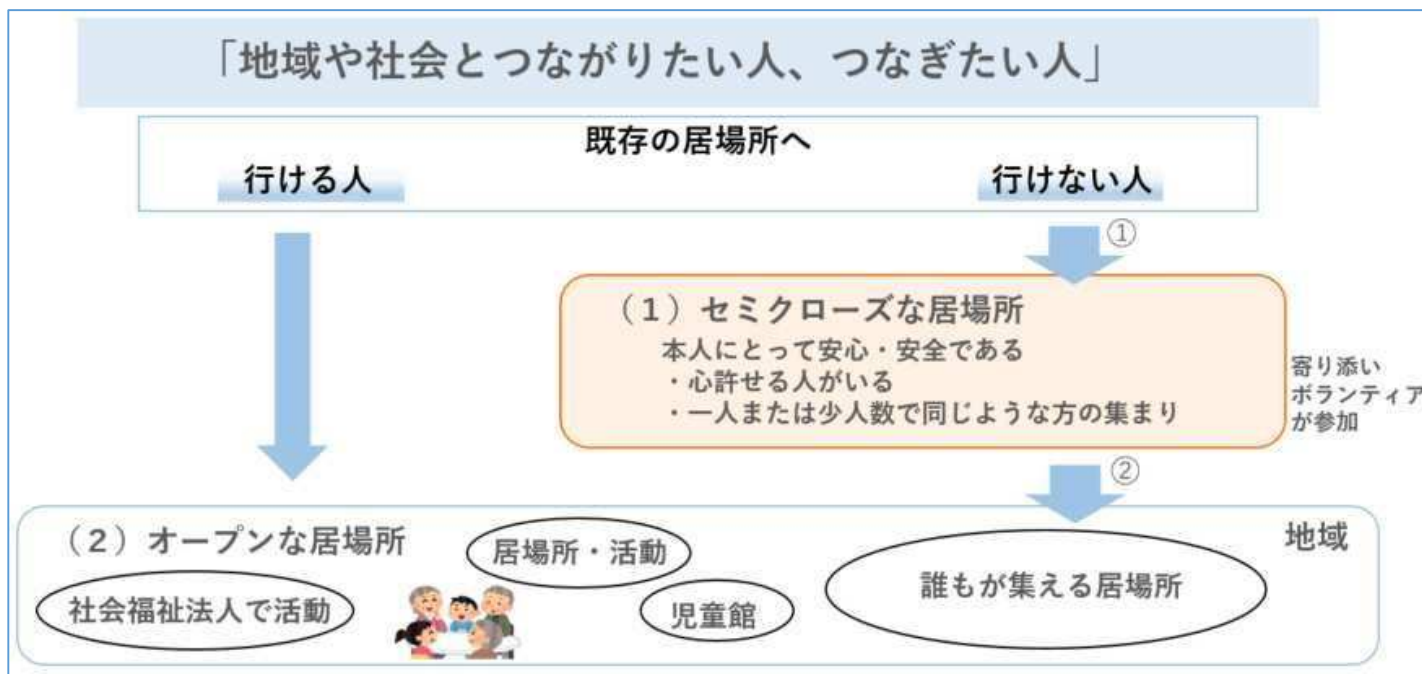 「地域や社会とつながりたい人、つなぎたい人」
既存の居場所へ
行ける人
行けない人
①
（1）セミクローズな居場所
本人にとって安心・安全である
・心許せる人がいる
・一人または少人数で同じような方の集まり
寄り添い
ボランティア
が参加
②
（2）オープンな居場所
居場所・活動
地域
誰もが集える居場所
社会福祉法人で活動
児童館